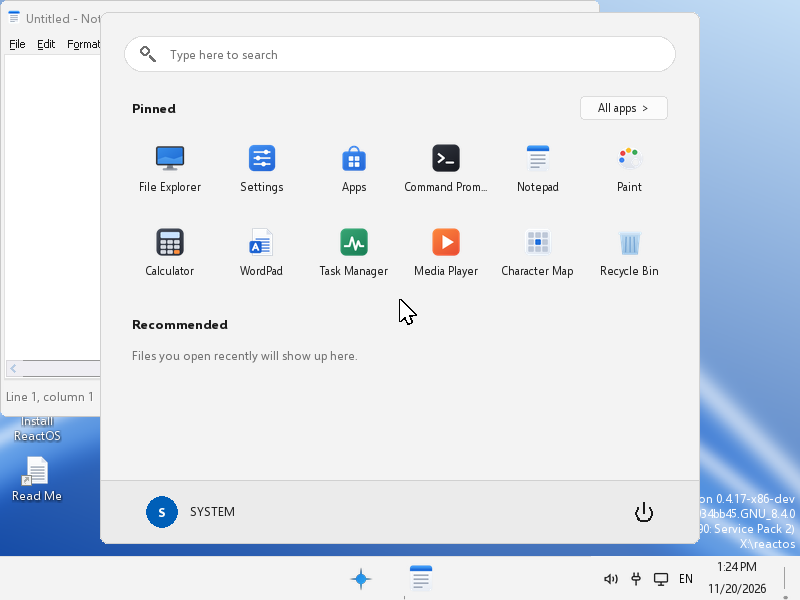 Untitled - Not
File Edit Format
Type here to search
Pinned
All apps >
File Explorer
Settings
Apps
Command Prom...
Notepad
Paint
Calculator
WordPad
Task Manager
Media Player
Character Map
Recycle Bin
Recommended
Files you open recently will show up here.
Line 1, column 1
Install
ReactOS
Read Me
S SYSTEM
on 0.4.17-x86-dev
34bb45.GNU_8.4.0
90: Service Pack 2)
X:\reactos
EN
1:24 PM
11/20/2026